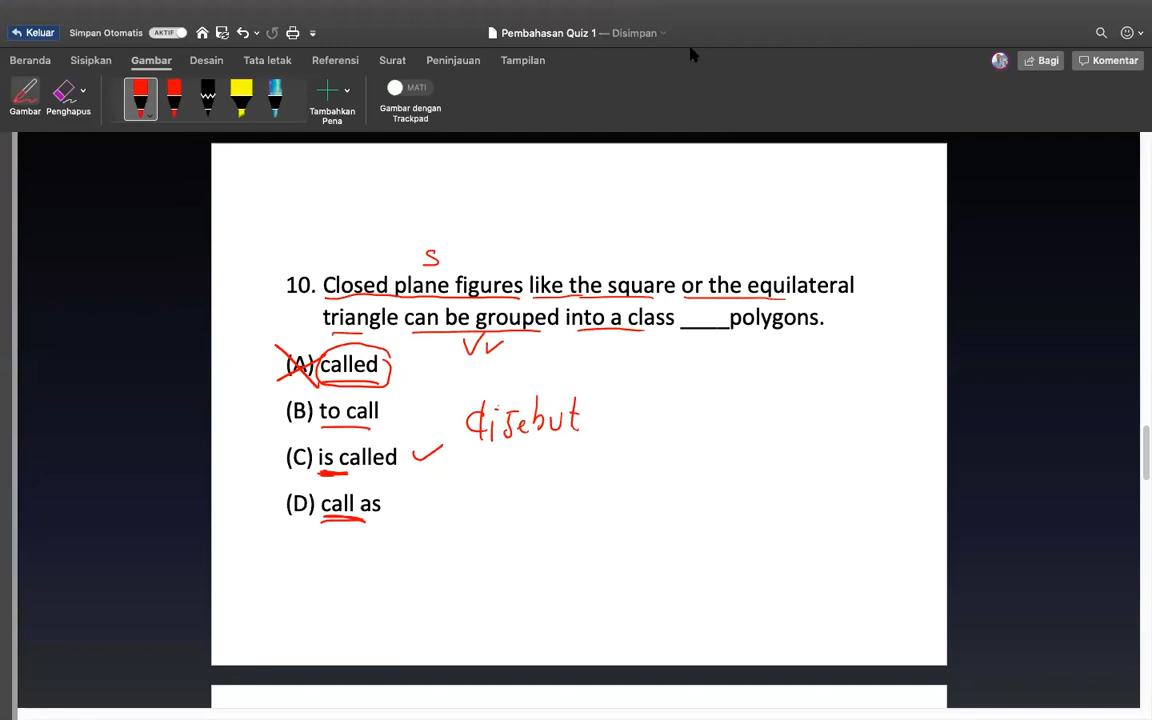 Keluar Simpan Otomatis AKTIF Pembahasan Quiz 1 — Disimpan
Beranda Sisipkan Gambar Desain Tata letak Referensi Surat Peninjauan Tampilan Bagi Komentar
MATI
Gambar Penghapus Tambahkan Pena Gambar dengan Trackpad
S
10. Closed plane figures like the square or the equilateral
triangle can be grouped into a class ____polygons.
(A) called
(B) to call
disebut
(C) is called
(D) call as